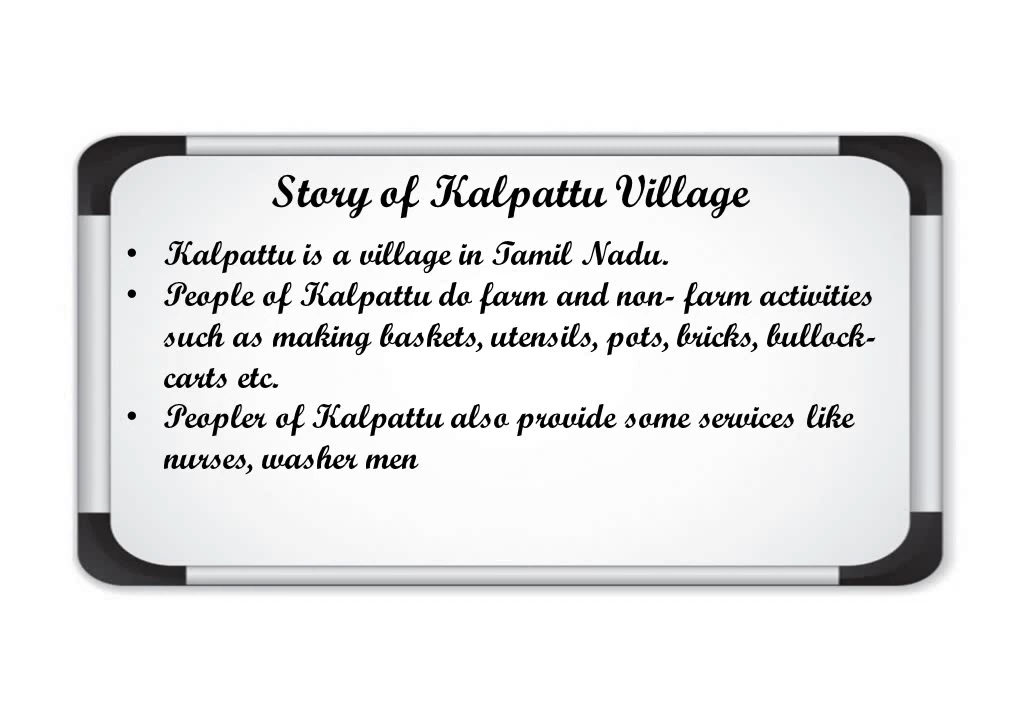 Story of Kalpattu Village
• Kalpattu is a village in Tamil Nadu.
• People of Kalpattu do farm and non- farm activities
such as making baskets, utensils, pots, bricks, bullock-
carts etc.
• Peopler of Kalpattu also provide some services like
nurses, washer men